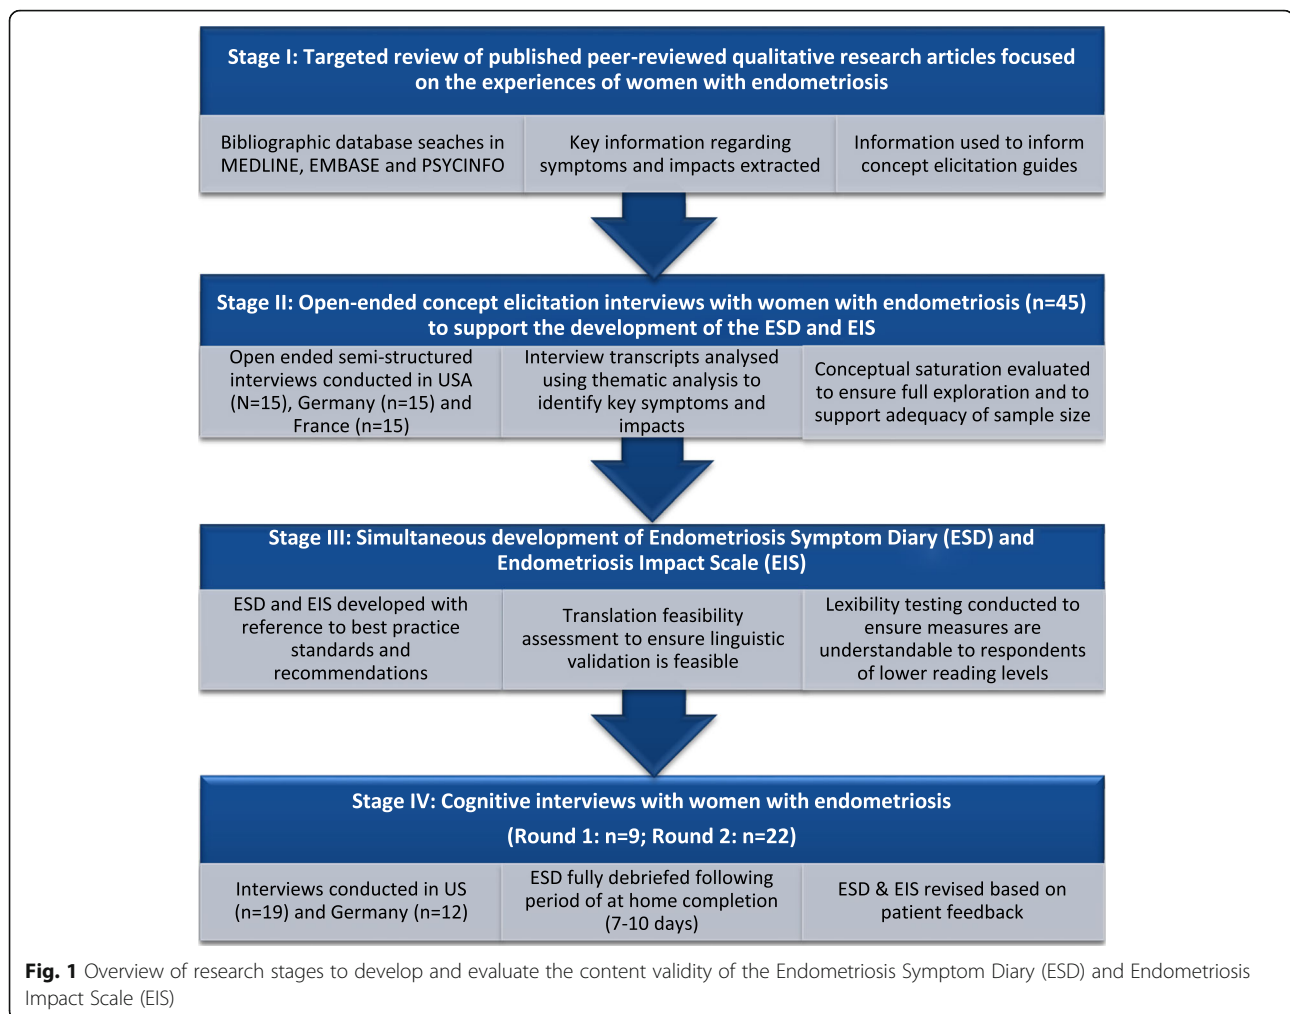 Stage I: Targeted review of published peer-reviewed qualitative research articles focused
on the experiences of women with endometriosis
Bibliographic database seaches in
MEDLINE, EMBASE and PSYCINFO
Key information regarding
symptoms and impacts extracted
Information used to inform
concept elicitation guides
Stage II: Open-ended concept elicitation interviews with women with endometriosis (n=45)
to support the development of the ESD and EIS
Open ended semi-structured
interviews conducted in USA
(N=15), Germany (n=15) and
France (n=15)
Interview transcripts analysed
using thematic analysis to
identify key symptoms and
impacts
Conceptual saturation evaluated
to ensure full exploration and to
support adequacy of sample size
Stage III: Simultaneous development of Endometriosis Symptom Diary (ESD) and
Endometriosis Impact Scale (EIS)
ESD and EIS developed with
reference to best practice
standards and
recommendations
Translation feasibility
assessment to ensure linguistic
validation is feasible
Lexibility testing conducted to
ensure measures are
understandable to respondents
of lower reading levels
Stage IV: Cognitive interviews with women with endometriosis
(Round 1: n=9; Round 2: n=22)
Interviews conducted in US
(n=19) and Germany (n=12)
ESD fully debriefed following
period of at home completion
(7-10 days)
ESD & EIS revised based on
patient feedback
Fig. 1 Overview of research stages to develop and evaluate the content validity of the Endometriosis Symptom Diary (ESD) and Endometriosis
Impact Scale (EIS)